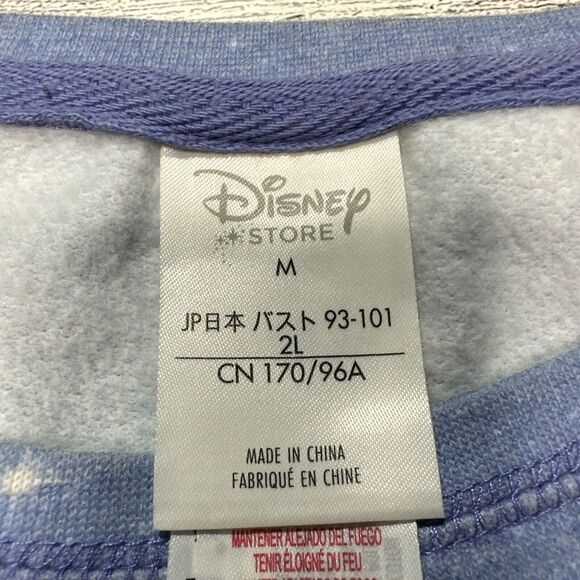 Disney
STORE
M
JP日本 バスト 93-101
2L
CN 170/96A
MADE IN CHINA
FABRIQUÉ EN CHINE
MANTENER ALEJADO DEL FUEGO
TENIR ÉLOIGNÉ DU FEU